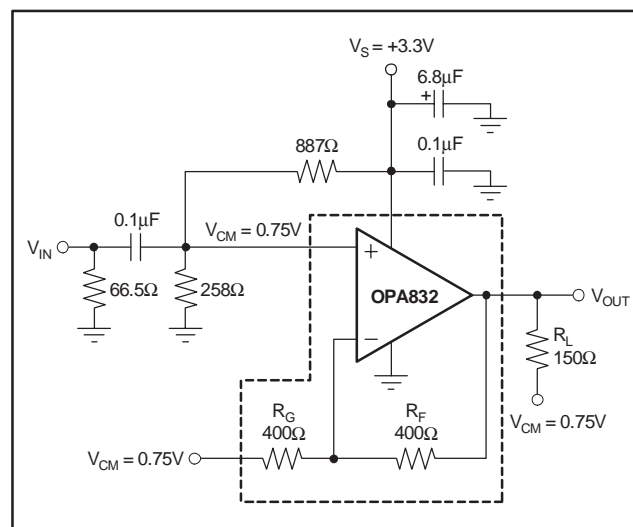 V_S = +3.3V
6.8µF
+
887Ω
0.1µF
0.1µF
V_CM = 0.75V
V_IN
+
66.5Ω
258Ω
OPA832
V_OUT
−
R_L
150Ω
R_G
400Ω
R_F
400Ω
V_CM = 0.75V
V_CM = 0.75V